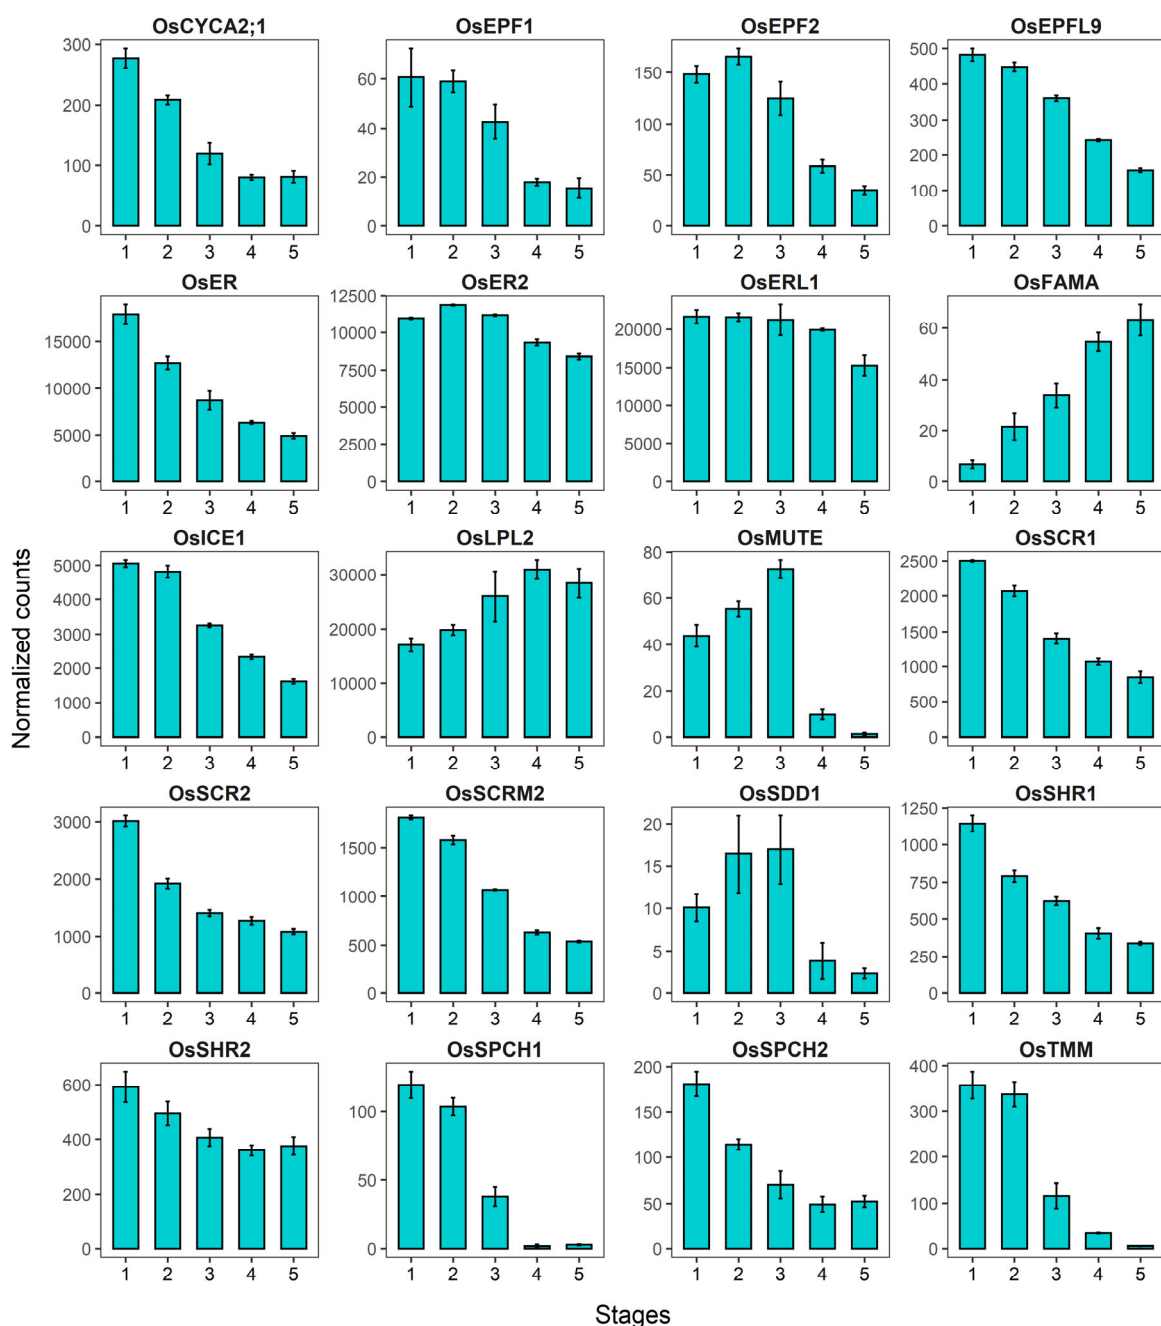 OsCYCA2;1 OsEPF1 OsEPF2 OsEPFL9
300 200 100 0
60 40 20 0
150 100 50 0
500 400 300 200 100 0
1 2 3 4 5 1 2 3 4 5 1 2 3 4 5 1 2 3 4 5
OsER OsER2 OsERL1 OsFAMA
15000 10000 5000 0
12500 10000 7500 5000 2500 0
20000 15000 10000 5000 0
60 40 20 0
1 2 3 4 5 1 2 3 4 5 1 2 3 4 5 1 2 3 4 5
OsICE1 OsLPL2 OsMUTE OsSCR1
5000 4000 3000 2000 1000 0
30000 20000 10000 0
80 60 40 20 0
2500 2000 1500 1000 500 0
1 2 3 4 5 1 2 3 4 5 1 2 3 4 5 1 2 3 4 5
OsSCR2 OsSCRM2 OsSDD1 OsSHR1
3000 2000 1000 0
1500 1000 500 0
20 15 10 5 0
1250 1000 750 500 250 0
1 2 3 4 5 1 2 3 4 5 1 2 3 4 5 1 2 3 4 5
OsSHR2 OsSPCH1 OsSPCH2 OsTMM
600 400 200 0
100 50 0
200 150 100 50 0
400 300 200 100 0
1 2 3 4 5 1 2 3 4 5 1 2 3 4 5 1 2 3 4 5
Normalized counts
Stages